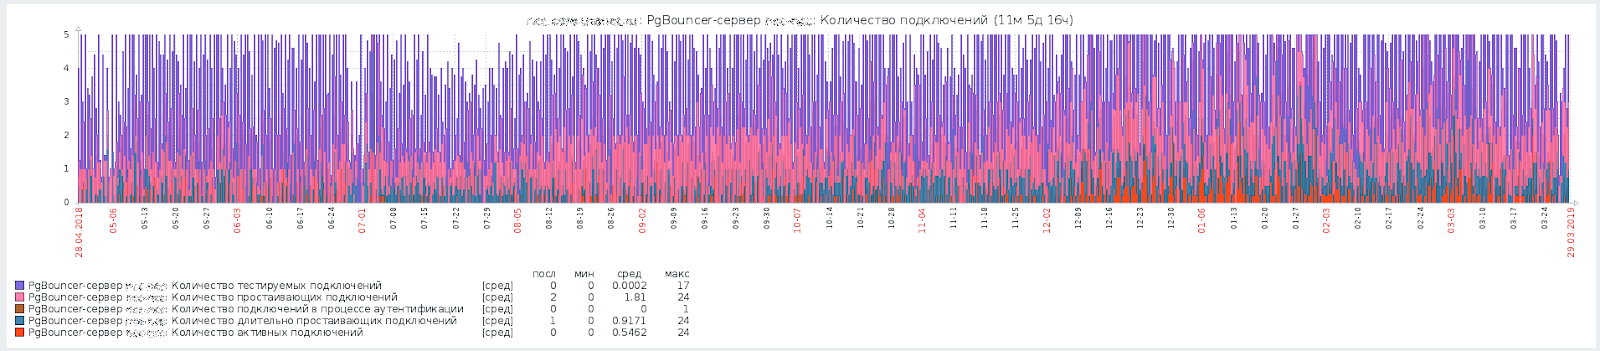 : PgBouncer-сервер : Количество подключений (11м 5д 16ч)
5
4
3
2
1
0
28.04.2018 05-06 05-13 05-20 05-27 06-03 06-10 06-17 06-24 07-01 07-08 07-15 07-22 07-29 08-05 08-12 08-19 08-26 09-02 09-09 09-16 09-23 09-30 10-07 10-14 10-21 10-28 11-04 11-11 11-18 11-25 12-02 12-09 12-16 12-23 12-30 01-06 01-13 01-20 01-27 02-03 02-10 02-17 02-24 03-03 03-10 03-17 03-24 29.03.2019
посл мин сред макс
PgBouncer-сервер : Количество тестируемых подключений [сред] 0 0 0.0002 17
PgBouncer-сервер : Количество простаивающих подключений [сред] 2 0 1.81 24
PgBouncer-сервер : Количество подключений в процессе аутентификации [сред] 0 0 0 1
PgBouncer-сервер : Количество длительно простаивающих подключений [сред] 1 0 0.9171 24
PgBouncer-сервер : Количество активных подключений [сред] 0 0 0.5462 24